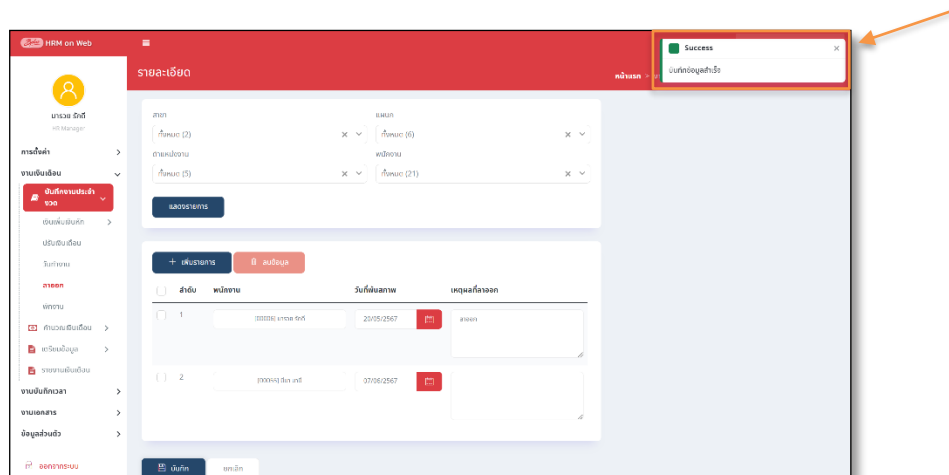 HRM on Web
Success
บันทึกข้อมูลสำเร็จ
รายละเอียด
หน้าแรก >
มารวย รักดี
HR Manager
การตั้งค่า
งานเงินเดือน
บันทึกงานประจำ
งวด
เงินเพิ่มเงินหัก
ปรับเงินเดือน
วันทำงาน
ลาออก
พักงาน
คำนวณเงินเดือน
เตรียมข้อมูล
รายงานเงินเดือน
งานบันทึกเวลา
งานเอกสาร
ข้อมูลส่วนตัว
ออกจากระบบ
สาขา
แผนก
ทั้งหมด (2)
ทั้งหมด (6)
ตำแหน่งงาน
พนักงาน
ทั้งหมด (5)
ทั้งหมด (21)
แสดงรายการ
+ เพิ่มรายการ
ลบข้อมูล
ลำดับ พนักงาน วันที่พ้นสภาพ เหตุผลที่ลาออก
1 [00006] มารวย รักดี 20/05/2567 ลาออก
2 07/06/2567
บันทึก
ยกเลิก